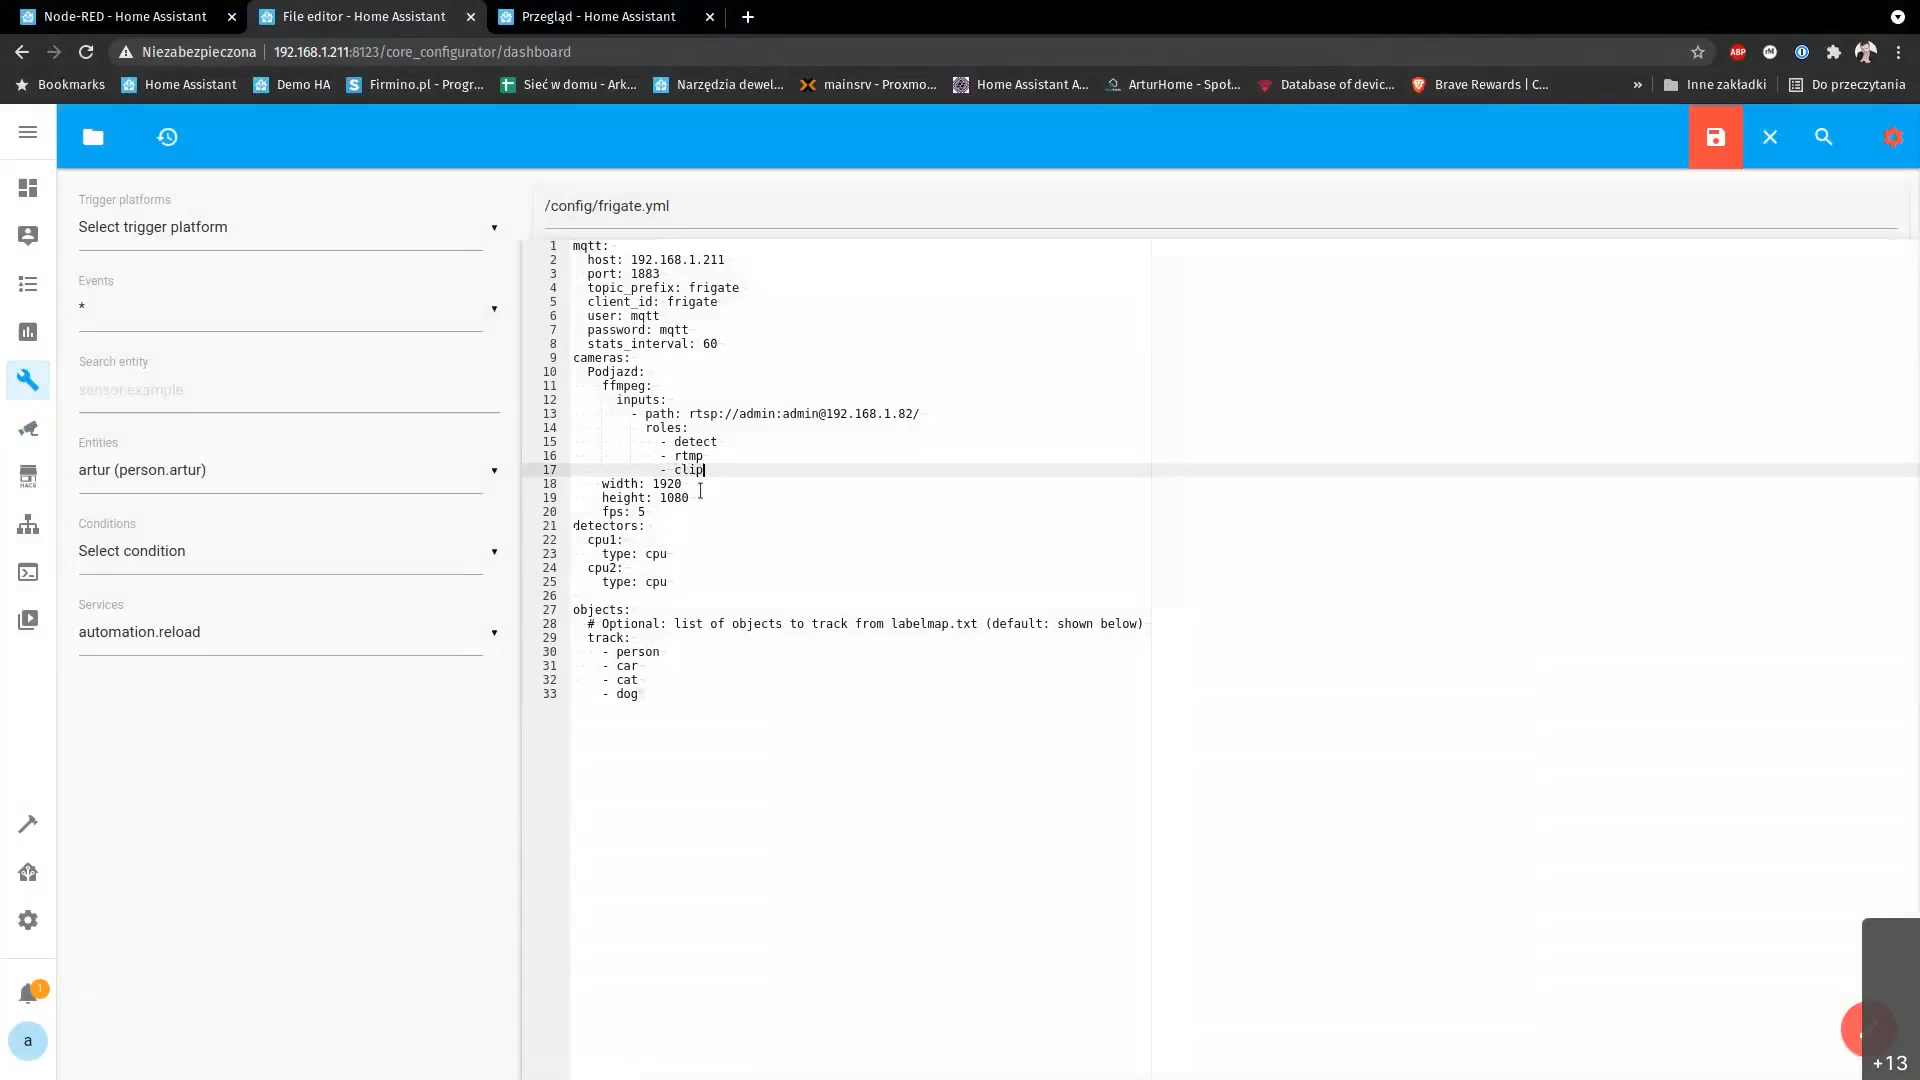 Node-RED - Home Assistant
File editor - Home Assistant
Przegląd - Home Assistant
Niezabezpieczona
192.168.1.211:8123/core_configurator/dashboard
ABP
Bookmarks
Home Assistant
Demo HA
Firmino.pl - Progr...
Sieć w domu - Ark...
Narzędzia dewel...
mainsrv - Proxmo...
Home Assistant A...
ArturHome - Społ...
Database of devic...
Brave Rewards | C...
»
Inne zakładki
Do przeczytania
Trigger platforms
Select trigger platform
Events
*
Search entity
sensor.example
Entities
artur (person.artur)
Conditions
Select condition
Services
automation.reload
HACS
1
a
/config/frigate.yml
1 mqtt:
2 host: 192.168.1.211
3 port: 1883
4 topic_prefix: frigate
5 client_id: frigate
6 user: mqtt
7 password: mqtt
8 stats_interval: 60
9 cameras:
10 Podjazd:
11 ffmpeg:
12 inputs:
13 - path: rtsp://admin:admin@192.168.1.82/
14 roles:
15 - detect
16 - rtmp
17 - clip
18 width: 1920
19 height: 1080
20 fps: 5
21 detectors:
22 cpu1:
23 type: cpu
24 cpu2:
25 type: cpu
26
27 objects:
28 # Optional: list of objects to track from labelmap.txt (default: shown below)
29 track:
30 - person
31 - car
32 - cat
33 - dog
+13